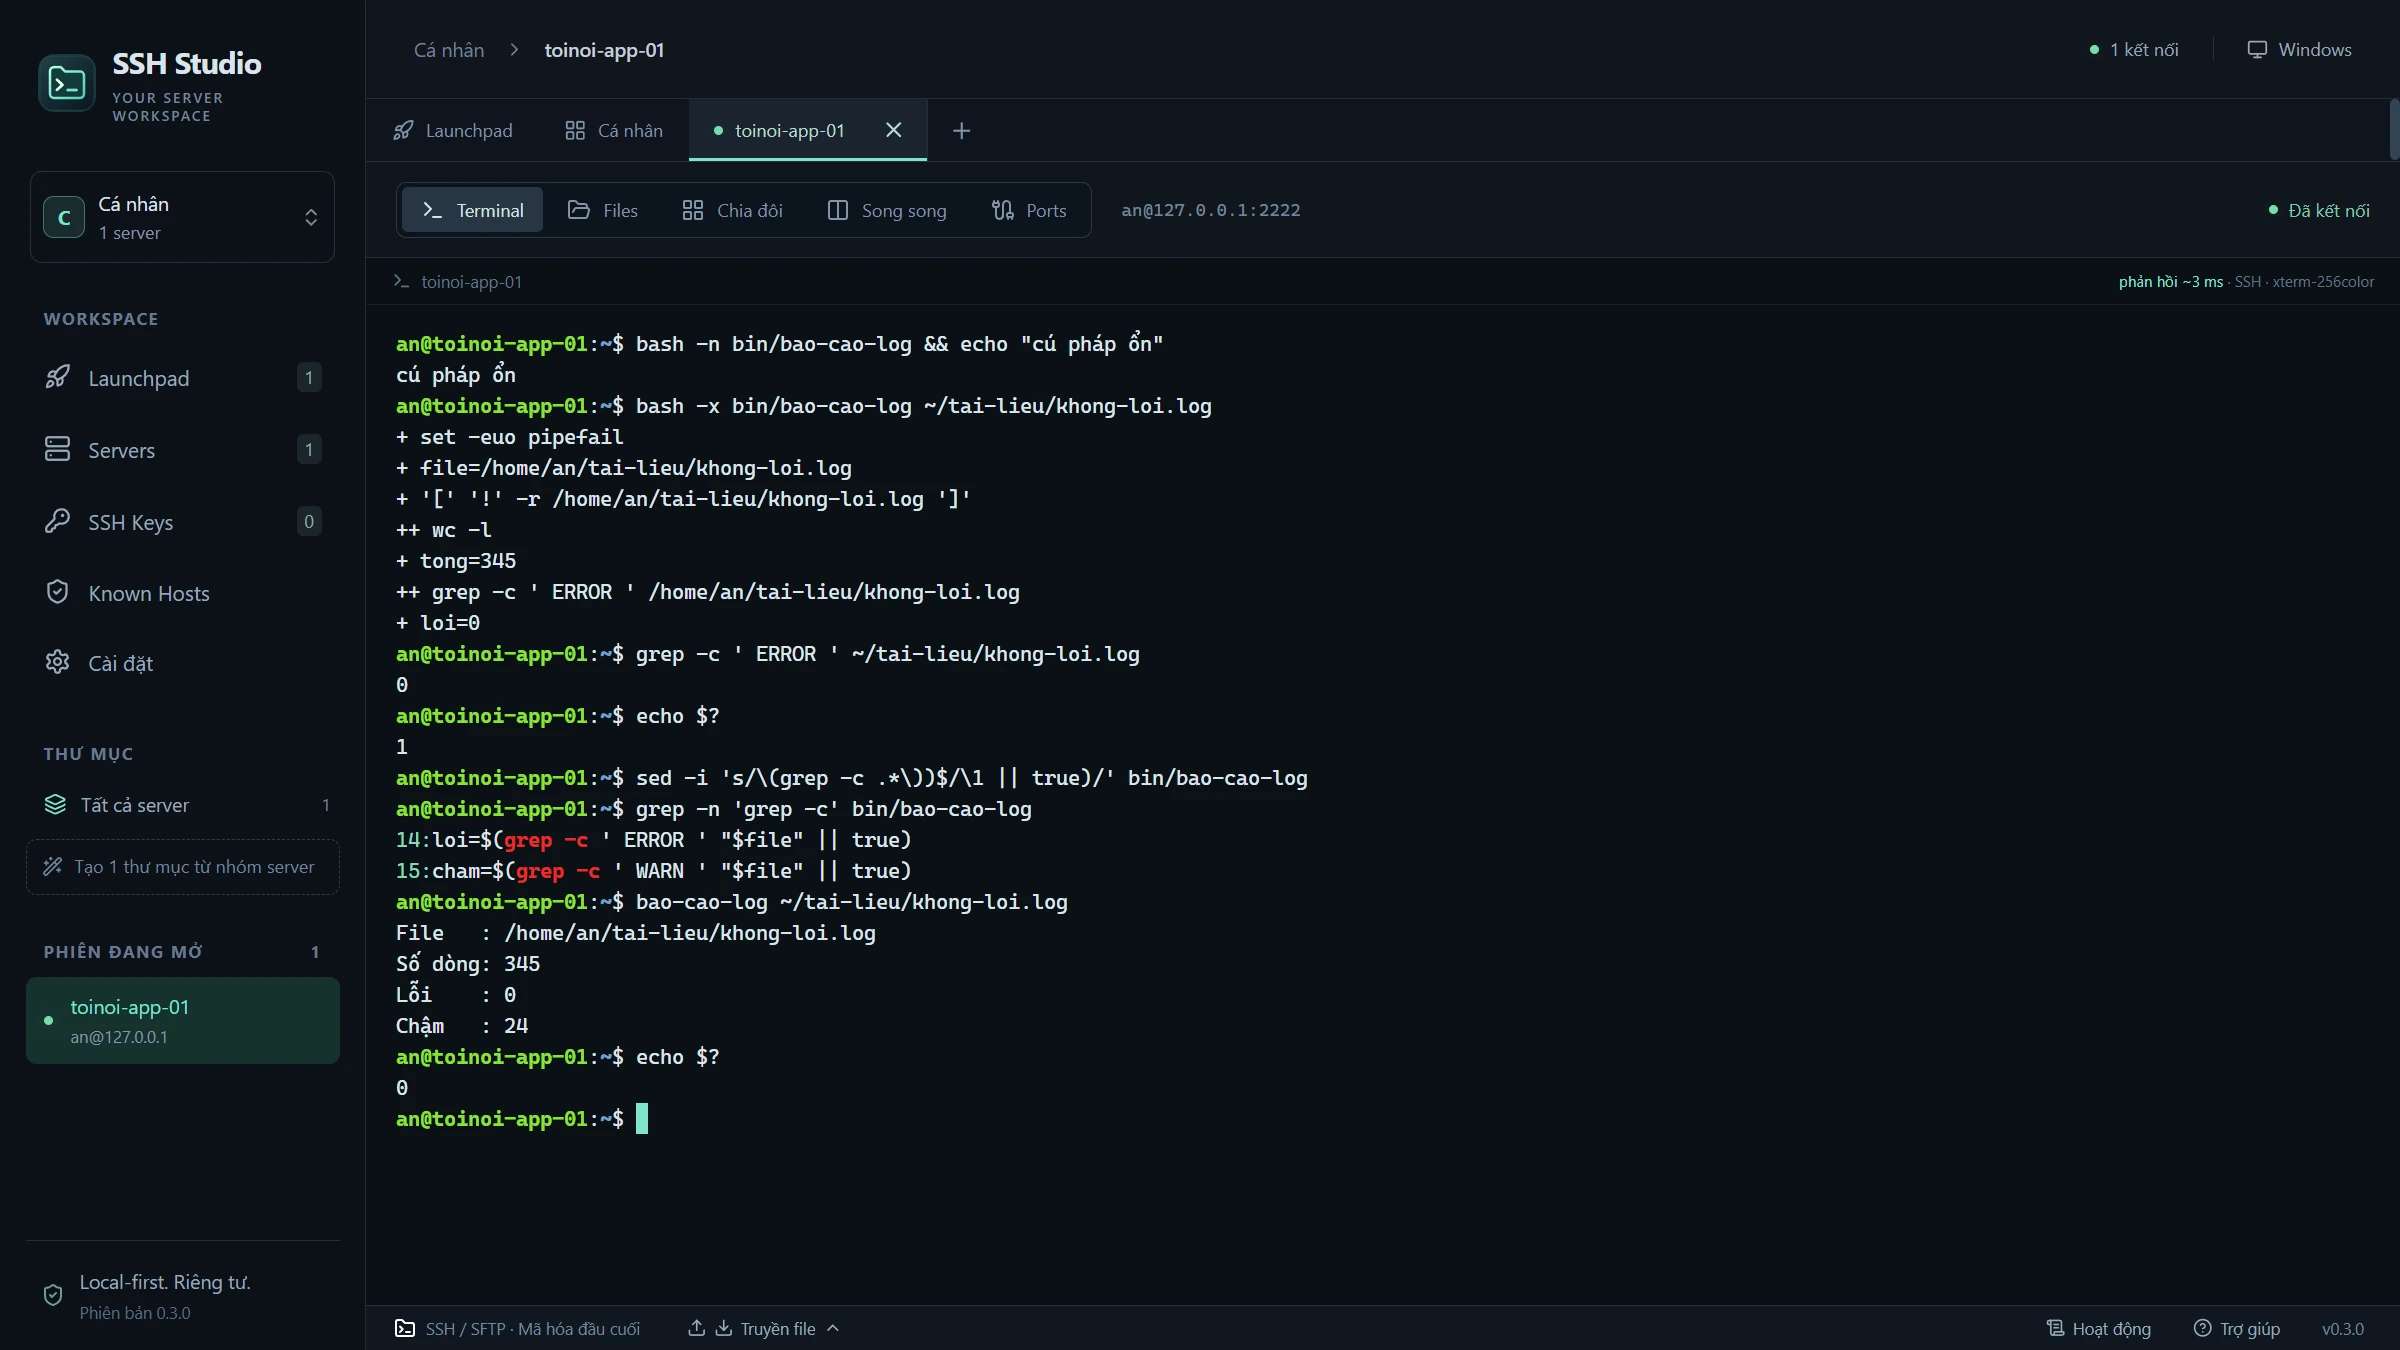 SSH Studio
YOUR SERVER
WORKSPACE
C
Cá nhân
1 server
WORKSPACE
Launchpad 1
Servers 1
SSH Keys 0
Known Hosts
Cài đặt
THƯ MỤC
Tất cả server 1
Tạo 1 thư mục từ nhóm server
PHIÊN ĐANG MỞ 1
toinoi-app-01
an@127.0.0.1
Local-first. Riêng tư.
Phiên bản 0.3.0
Cá nhân > toinoi-app-01
1 kết nối
Windows
Launchpad
Cá nhân
toinoi-app-01
Terminal
Files
Chia đôi
Song song
Ports
an@127.0.0.1:2222
Đã kết nối
toinoi-app-01
phản hồi ~3 ms · SSH · xterm-256color
an@toinoi-app-01:~$ bash -n bin/bao-cao-log && echo "cú pháp ổn"
cú pháp ổn
an@toinoi-app-01:~$ bash -x bin/bao-cao-log ~/tai-lieu/khong-loi.log
+ set -euo pipefail
+ file=/home/an/tai-lieu/khong-loi.log
+ '[' '!' -r /home/an/tai-lieu/khong-loi.log ']'
++ wc -l
+ tong=345
++ grep -c ' ERROR ' /home/an/tai-lieu/khong-loi.log
+ loi=0
an@toinoi-app-01:~$ grep -c ' ERROR ' ~/tai-lieu/khong-loi.log
0
an@toinoi-app-01:~$ echo $?
1
an@toinoi-app-01:~$ sed -i 's/\(grep -c .*\))$/\1 || true)/' bin/bao-cao-log
an@toinoi-app-01:~$ grep -n 'grep -c' bin/bao-cao-log
14:loi=$(grep -c ' ERROR ' "$file" || true)
15:cham=$(grep -c ' WARN ' "$file" || true)
an@toinoi-app-01:~$ bao-cao-log ~/tai-lieu/khong-loi.log
File   : /home/an/tai-lieu/khong-loi.log
Số dòng: 345
Lỗi    : 0
Chậm   : 24
an@toinoi-app-01:~$ echo $?
0
an@toinoi-app-01:~$
SSH / SFTP · Mã hóa đầu cuối
Truyền file
Hoạt động
Trợ giúp
v0.3.0